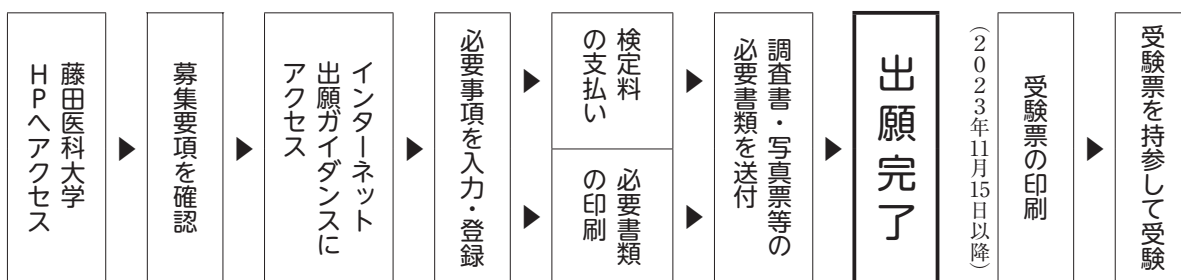 藤田医科大学
HPへアクセス
▶
募集要項を確認
▶
インターネット
出願ガイダンスに
アクセス
▶
必要事項を入力・登録
▶
検定料
の支払い
▶
必要書類
の印刷
▶
調査書・写真票等の
必要書類を送付
▶
出願完了
(2023年11月15日以降)
受験票の印刷
▶
受験票を持参して受験